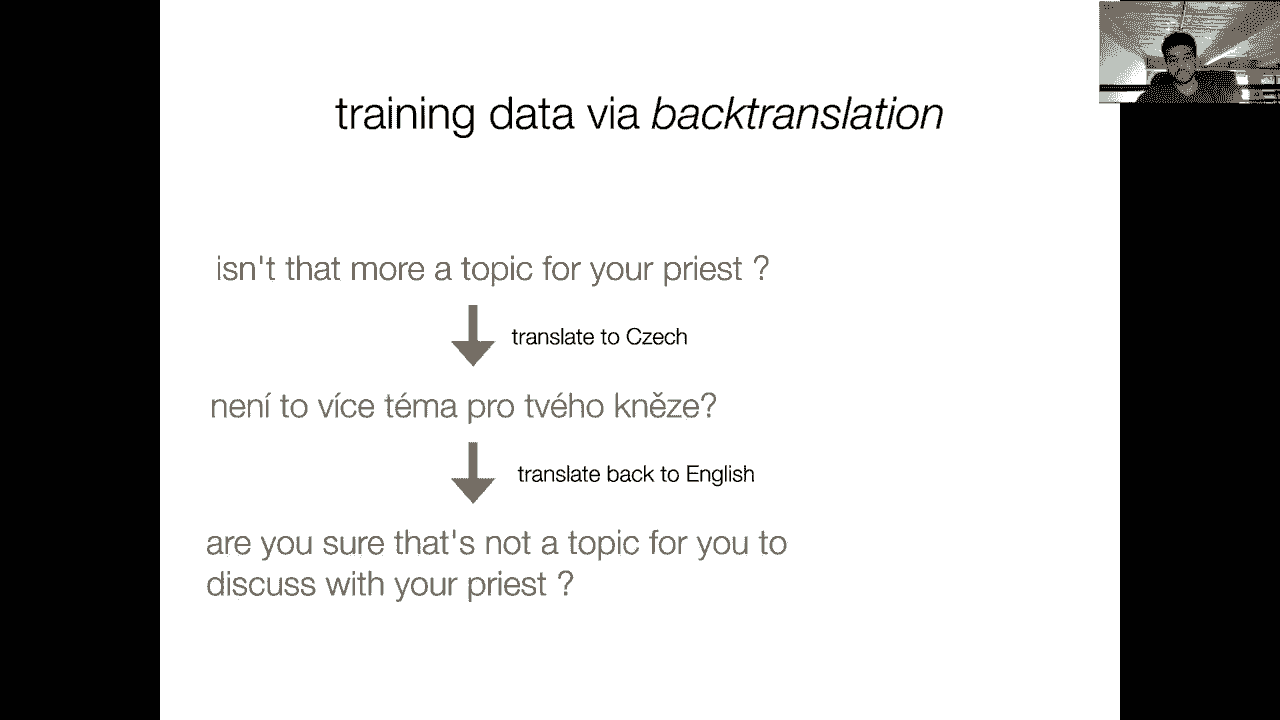 training data via backtranslation
isn't that more a topic for your priest ?
translate to Czech
není to více téma pro tvého kněze?
translate back to English
are you sure that's not a topic for you to
discuss with your priest ?